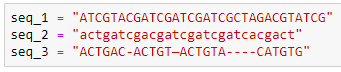 seq_1 = "ATCGTACGATCGATCGATCGCTAGACGTATCG"
seq_2 = "actgatcgacgatcgatcgatcacgact"
seq_3 = "ACTGAC-ACTGT—ACTGTA----CATGTG"